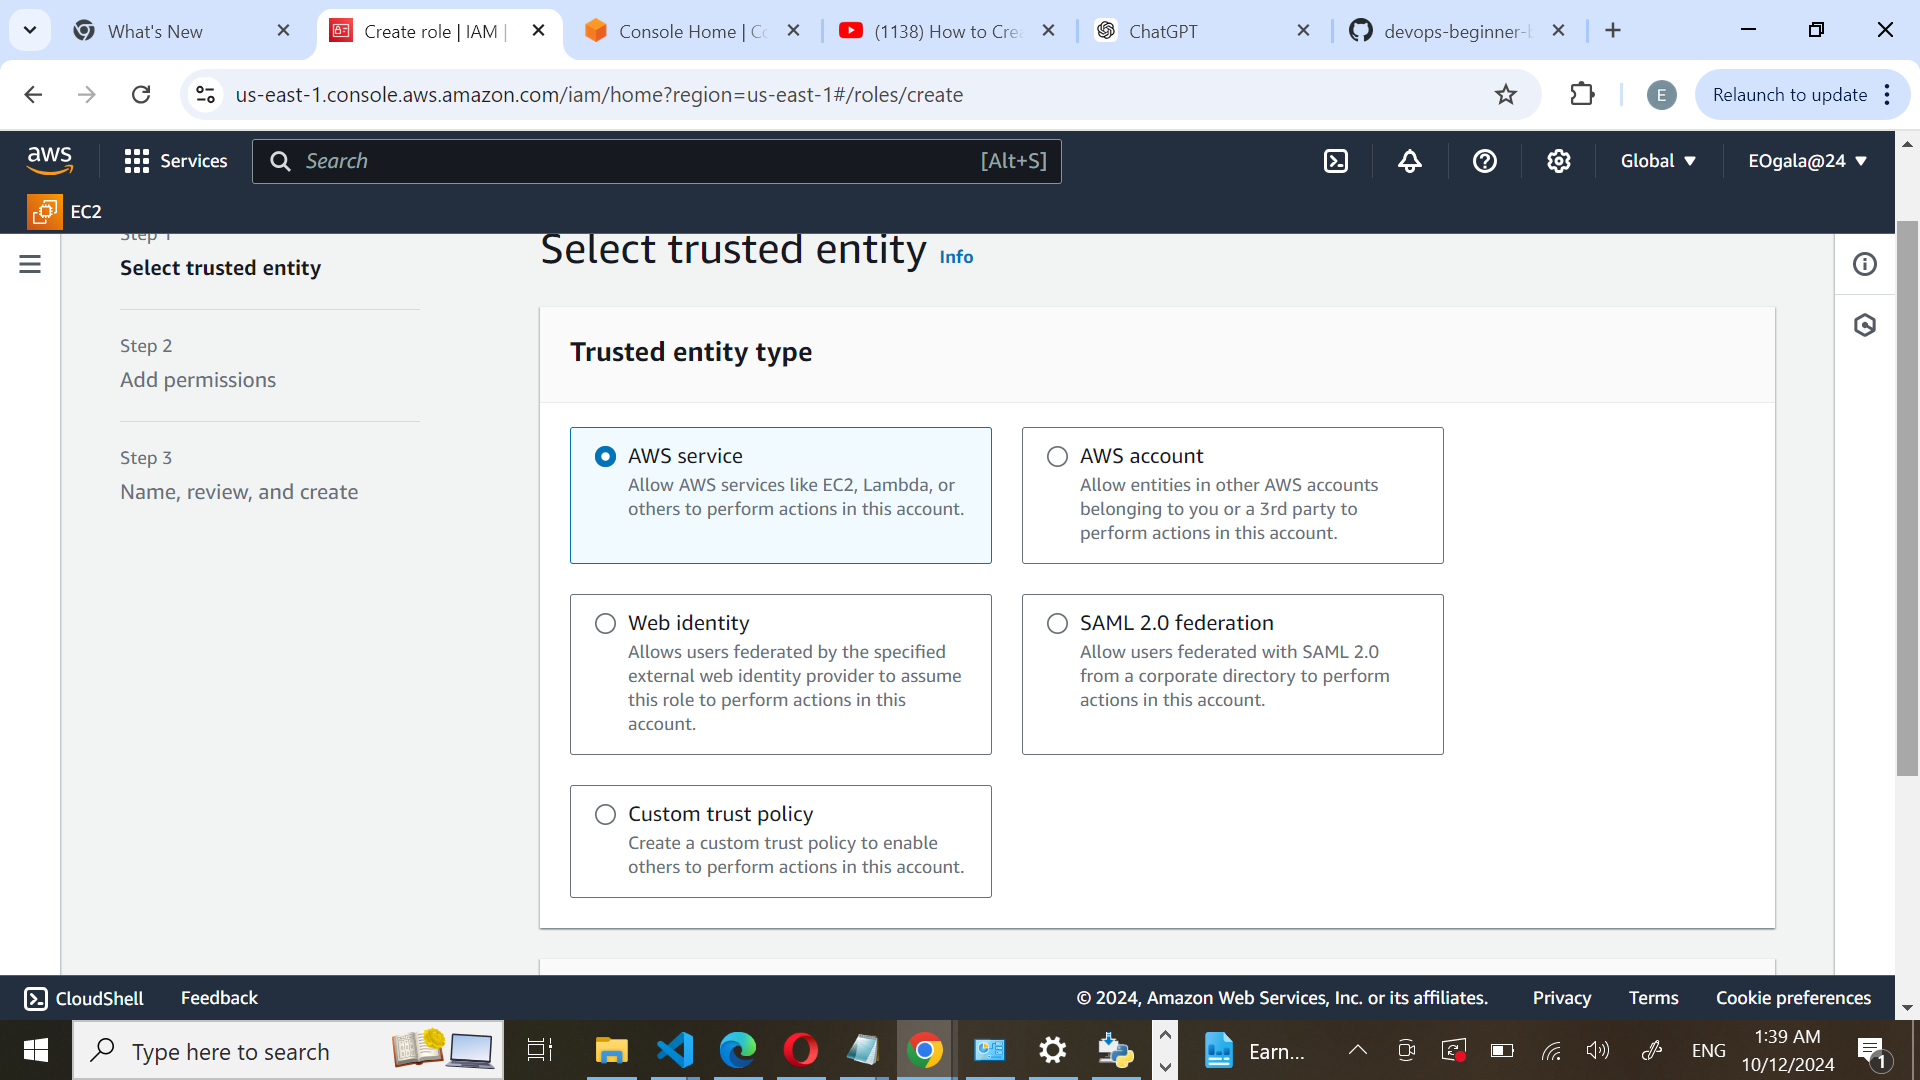 What's New
Create role | IAM |
Console Home | Co
(1138) How to Crea
ChatGPT
devops-beginner-b
us-east-1.console.aws.amazon.com/iam/home?region=us-east-1#/roles/create
E
Relaunch to update
aws
Services
Search
[Alt+S]
Global
EOgala@24
EC2
Step 1
Select trusted entity
Step 2
Add permissions
Step 3
Name, review, and create
Select trusted entity Info
Trusted entity type
AWS service
Allow AWS services like EC2, Lambda, or
others to perform actions in this account.
AWS account
Allow entities in other AWS accounts
belonging to you or a 3rd party to
perform actions in this account.
Web identity
Allows users federated by the specified
external web identity provider to assume
this role to perform actions in this
account.
SAML 2.0 federation
Allow users federated with SAML 2.0
from a corporate directory to perform
actions in this account.
Custom trust policy
Create a custom trust policy to enable
others to perform actions in this account.
CloudShell
Feedback
© 2024, Amazon Web Services, Inc. or its affiliates.
Privacy
Terms
Cookie preferences
Type here to search
Earn...
ENG
1:39 AM
10/12/2024
1